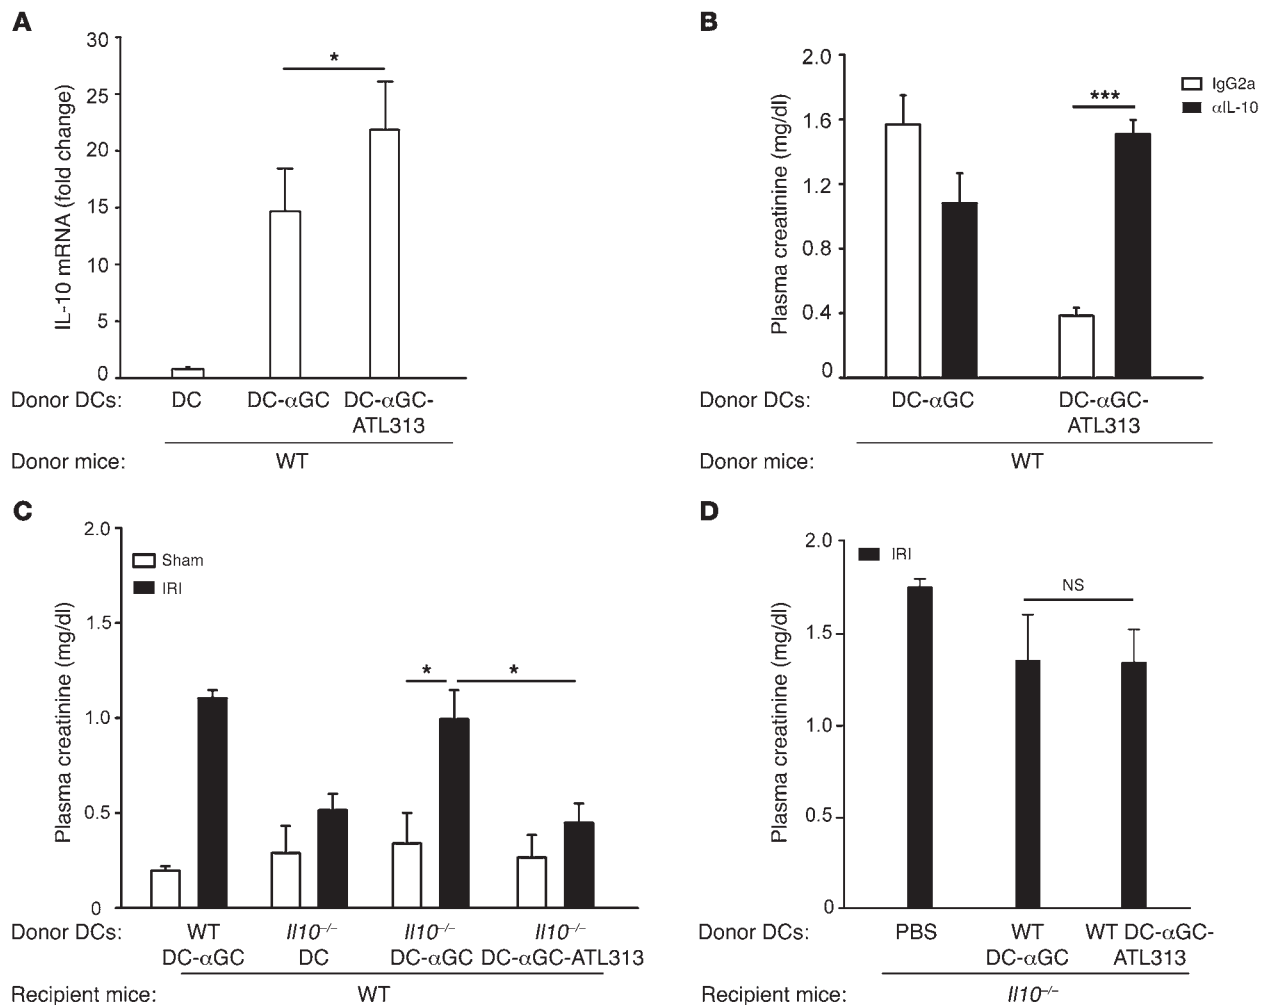 A
30
25
20
15
10
5
0
IL-10 mRNA (fold change)
*
Donor DCs:
DC
DC-αGC
DC-αGC-
ATL313
Donor mice:
WT
B
2.0
1.6
1.2
0.8
0.4
0
Plasma creatinine (mg/dl)
***
IgG2a
αIL-10
Donor DCs:
DC-αGC
DC-αGC-
ATL313
Donor mice:
WT
C
2.0
1.5
1.0
0.5
0
Plasma creatinine (mg/dl)
Sham
IRI
*
*
Donor DCs:
WT
DC-αGC
Il10–/–
DC
Il10–/–
DC-αGC
Il10–/–
DC-αGC-ATL313
Recipient mice:
WT
D
2.0
1.5
1.0
0.5
0
Plasma creatinine (mg/dl)
IRI
NS
Donor DCs:
PBS
WT
DC-αGC
WT DC-αGC-
ATL313
Recipient mice:
Il10–/–